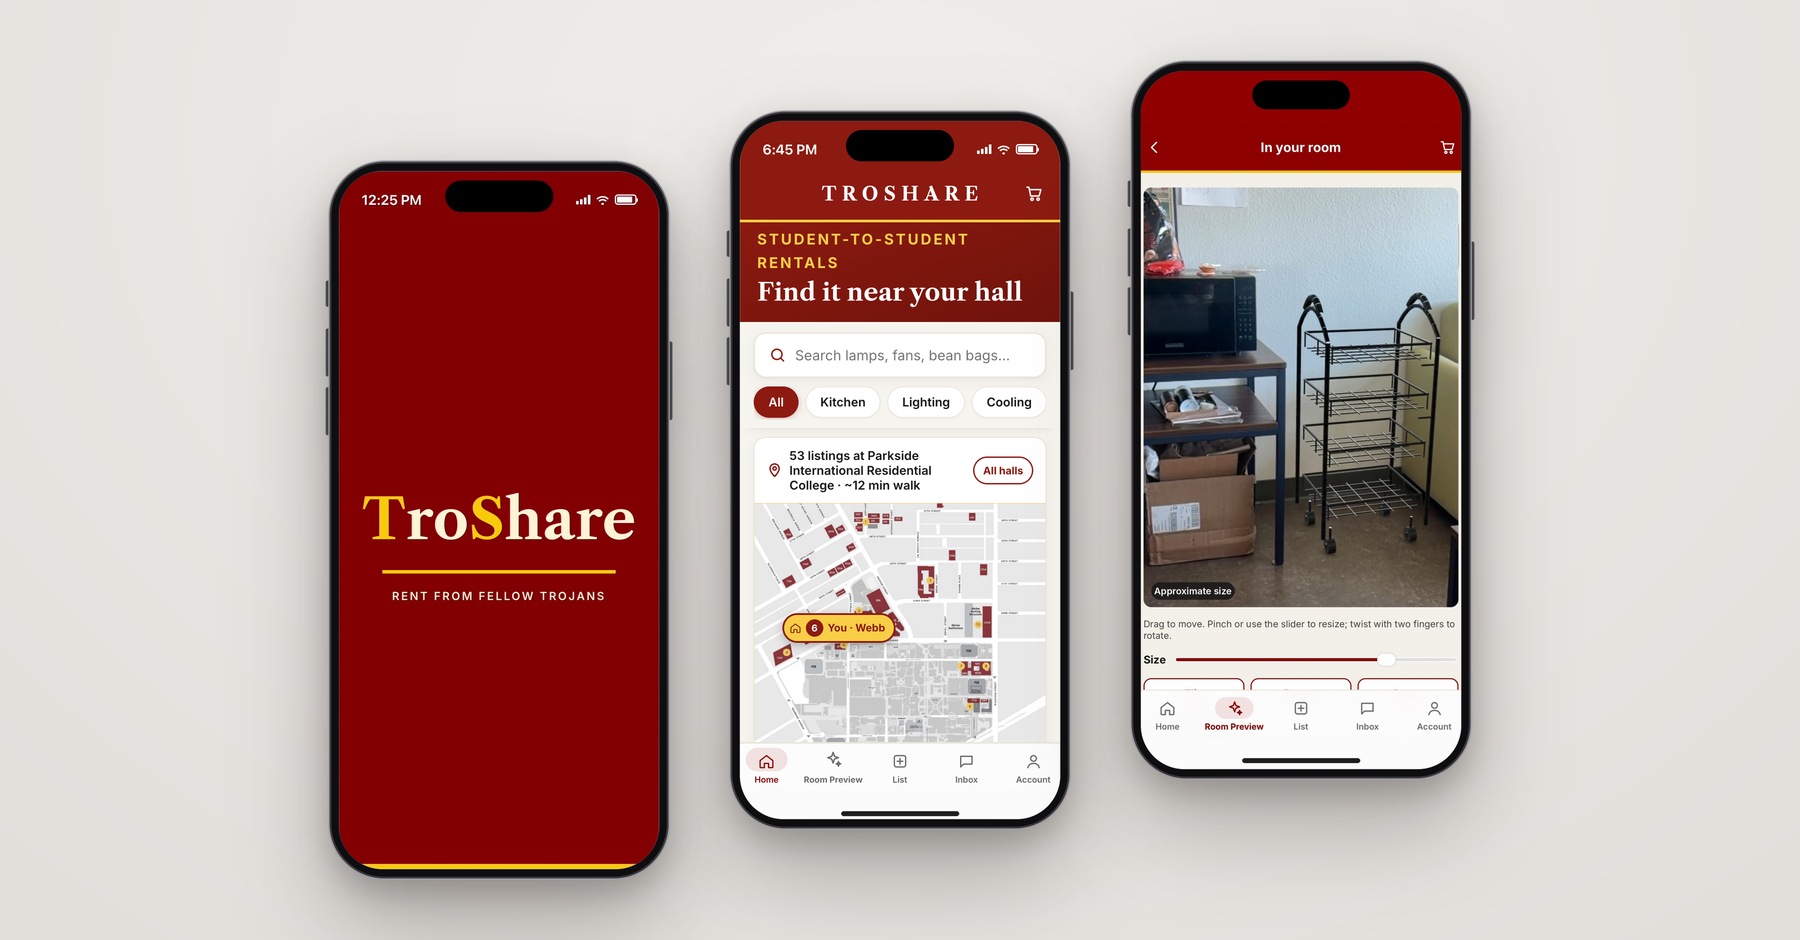 12:25 PM
TroShare
RENT FROM FELLOW TROJANS
6:45 PM
TROSHARE
STUDENT-TO-STUDENT
RENTALS
Find it near your hall
Search lamps, fans, bean bags...
All
Kitchen
Lighting
Cooling
53 listings at Parkside
International Residential
College · ~12 min walk
All halls
6 You · Webb
Home
Room Preview
List
Inbox
Account
In your room
Approximate size
Drag to move. Pinch or use the slider to resize; twist with two fingers to
rotate.
Size
Home
Room Preview
List
Inbox
Account